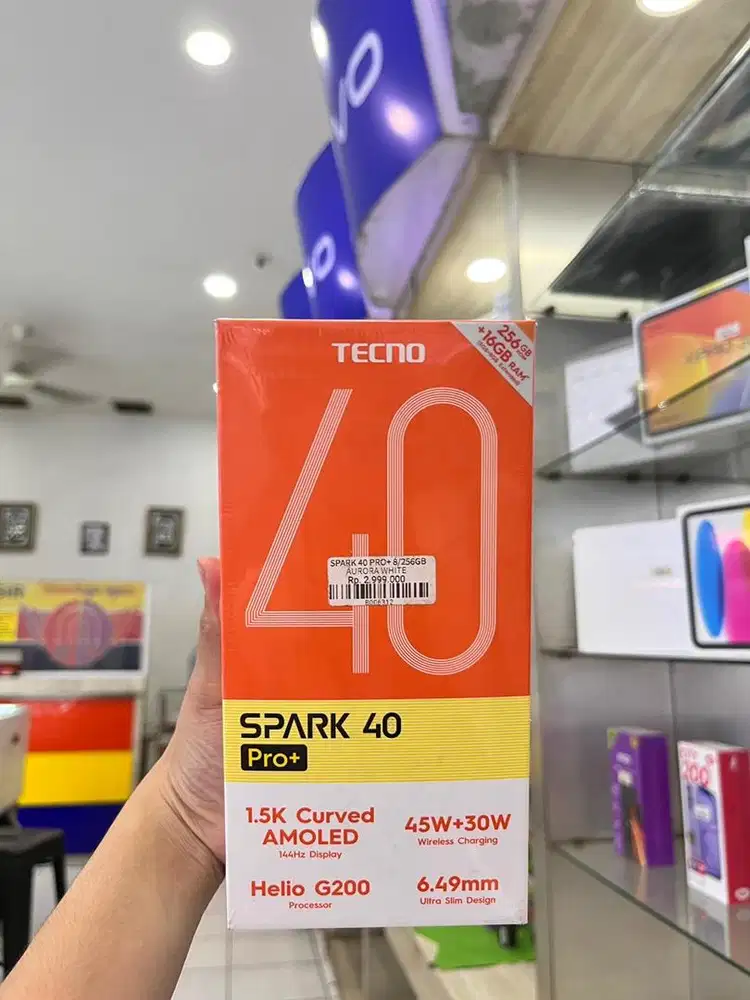 TECNO
256GB
+16GB RAM
40
SPARK 40 PRO+ 8/256GB
AURORA WHITE
Rp. 2.999.000
SPARK 40
Pro+
1.5K Curved
AMOLED
144Hz Display
45W+30W
Wireless Charging
Helio G200
Processor
6.49mm
Ultra Slim Design
200